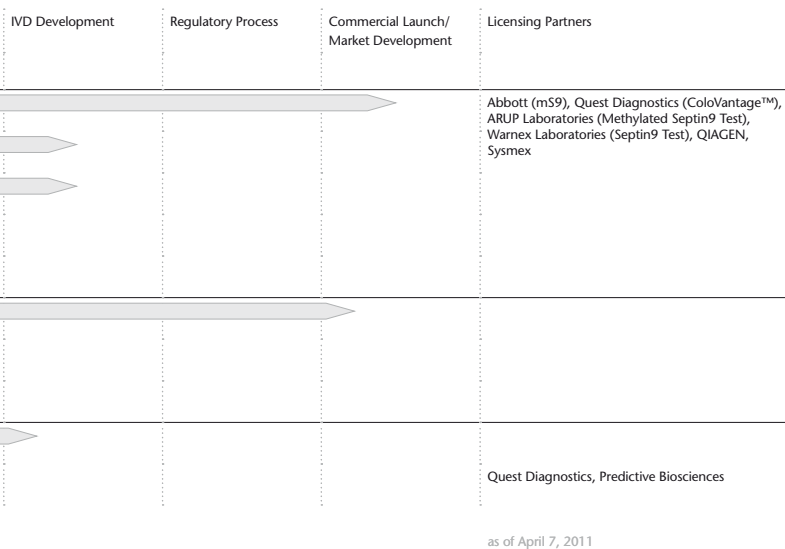 IVD Development
Regulatory Process
Commercial Launch/
Market Development
Licensing Partners
Abbott (mS9), Quest Diagnostics (ColoVantage™),
ARUP Laboratories (Methylated Septin9 Test),
Warnex Laboratories (Septin9 Test), QIAGEN,
Sysmex
Quest Diagnostics, Predictive Biosciences
as of April 7, 2011